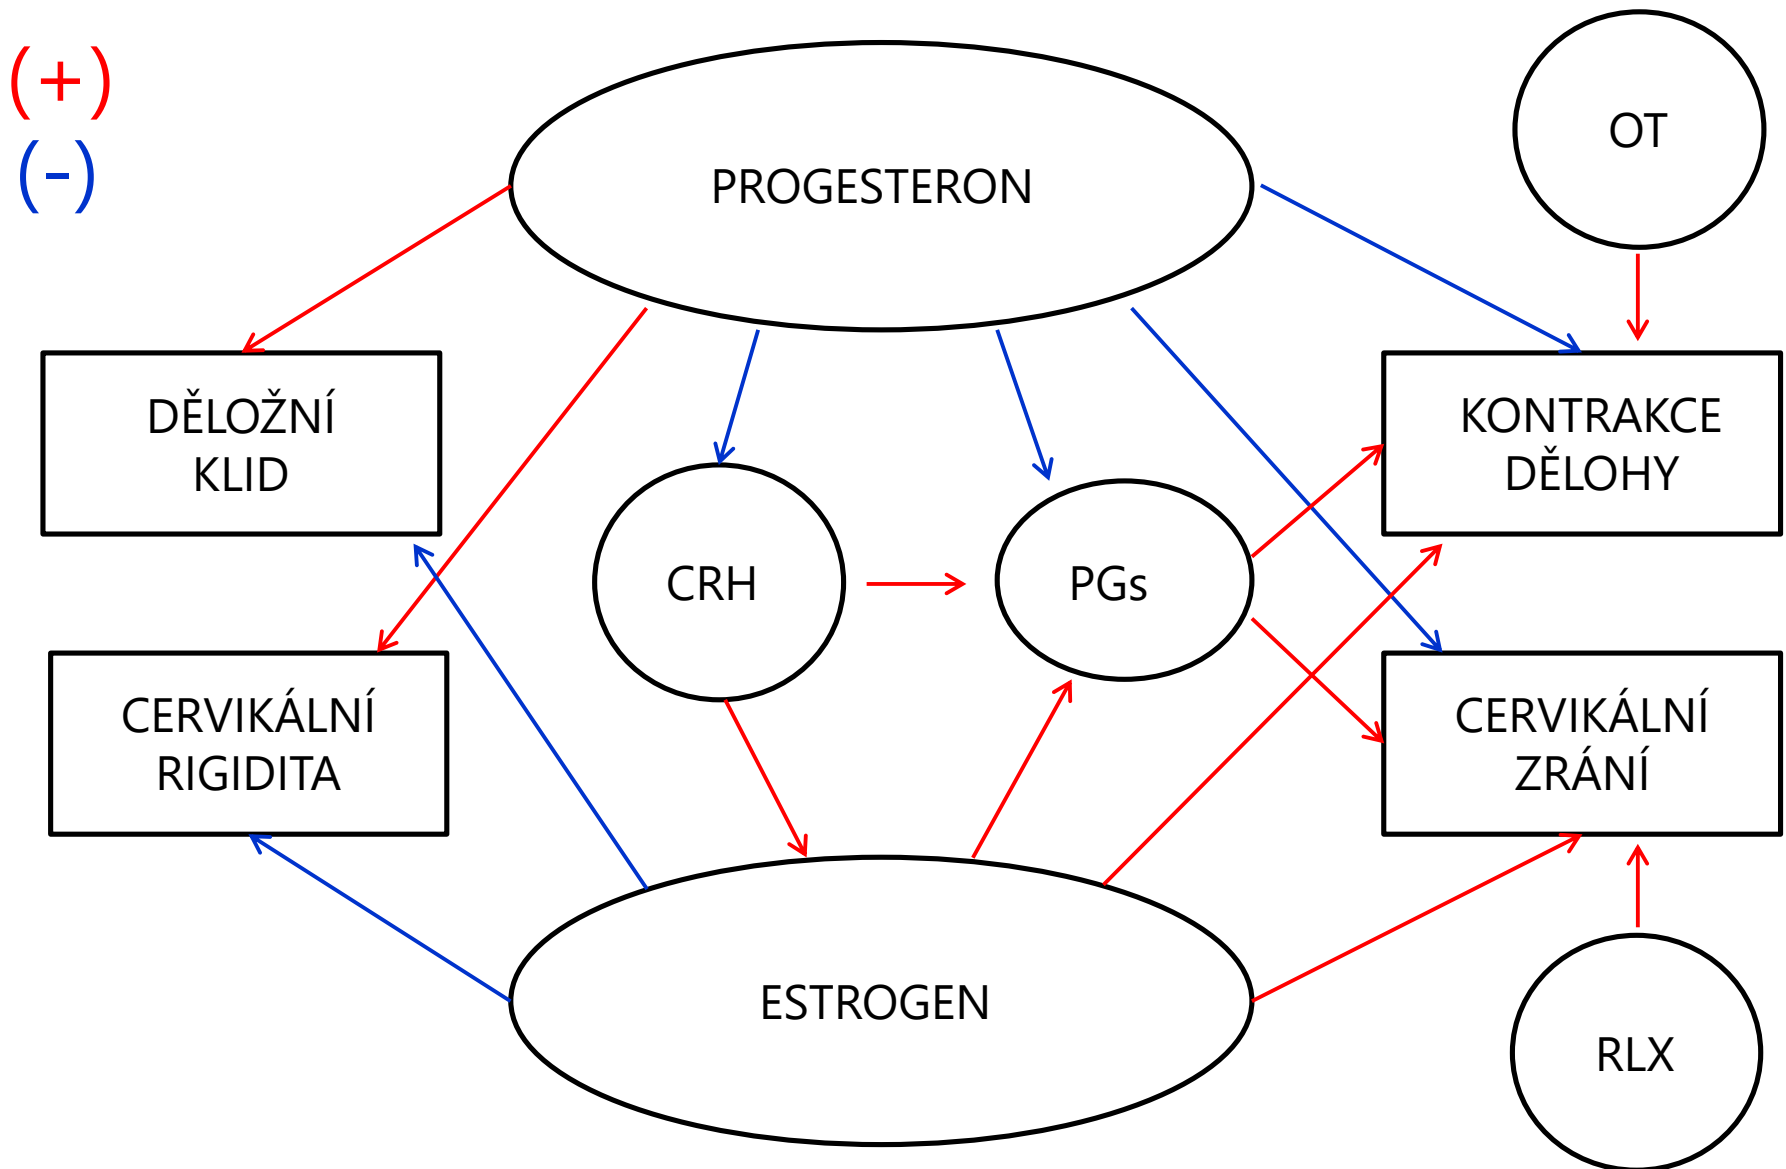 (+)
(-)
PROGESTERON
OT
DĚLOŽNÍ
KLID
KONTRAKCE
DĚLOHY
CRH
PGs
CERVIKÁLNÍ
RIGIDITA
CERVIKÁLNÍ
ZRÁNÍ
ESTROGEN
RLX